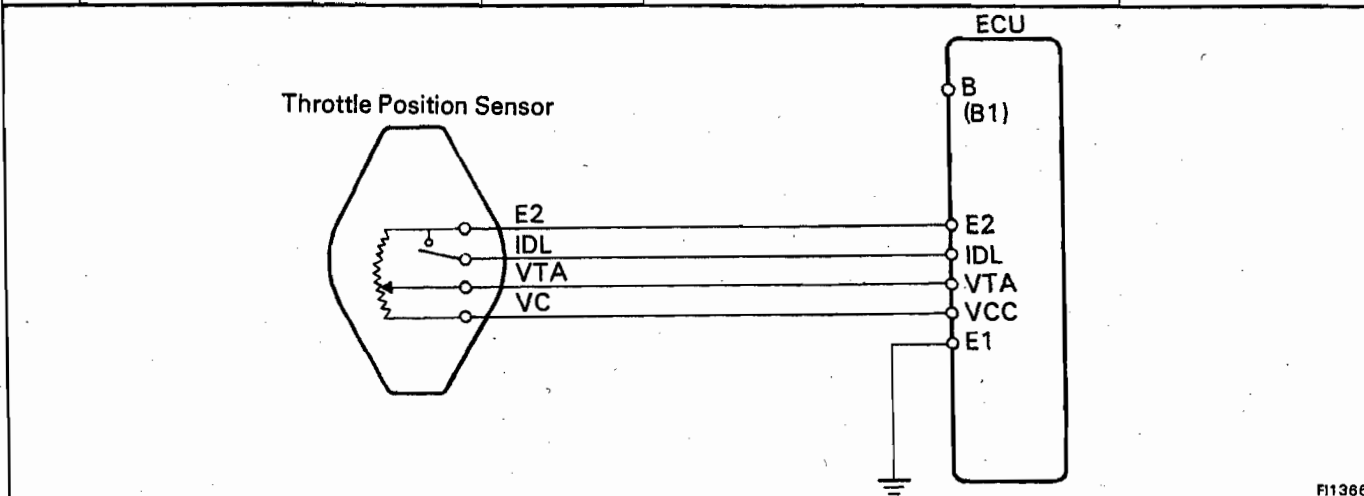 ECU
B
(B1)
Throttle Position Sensor
E2
IDL
VTA
VC
E2
IDL
VTA
VCC
E1
FI1366